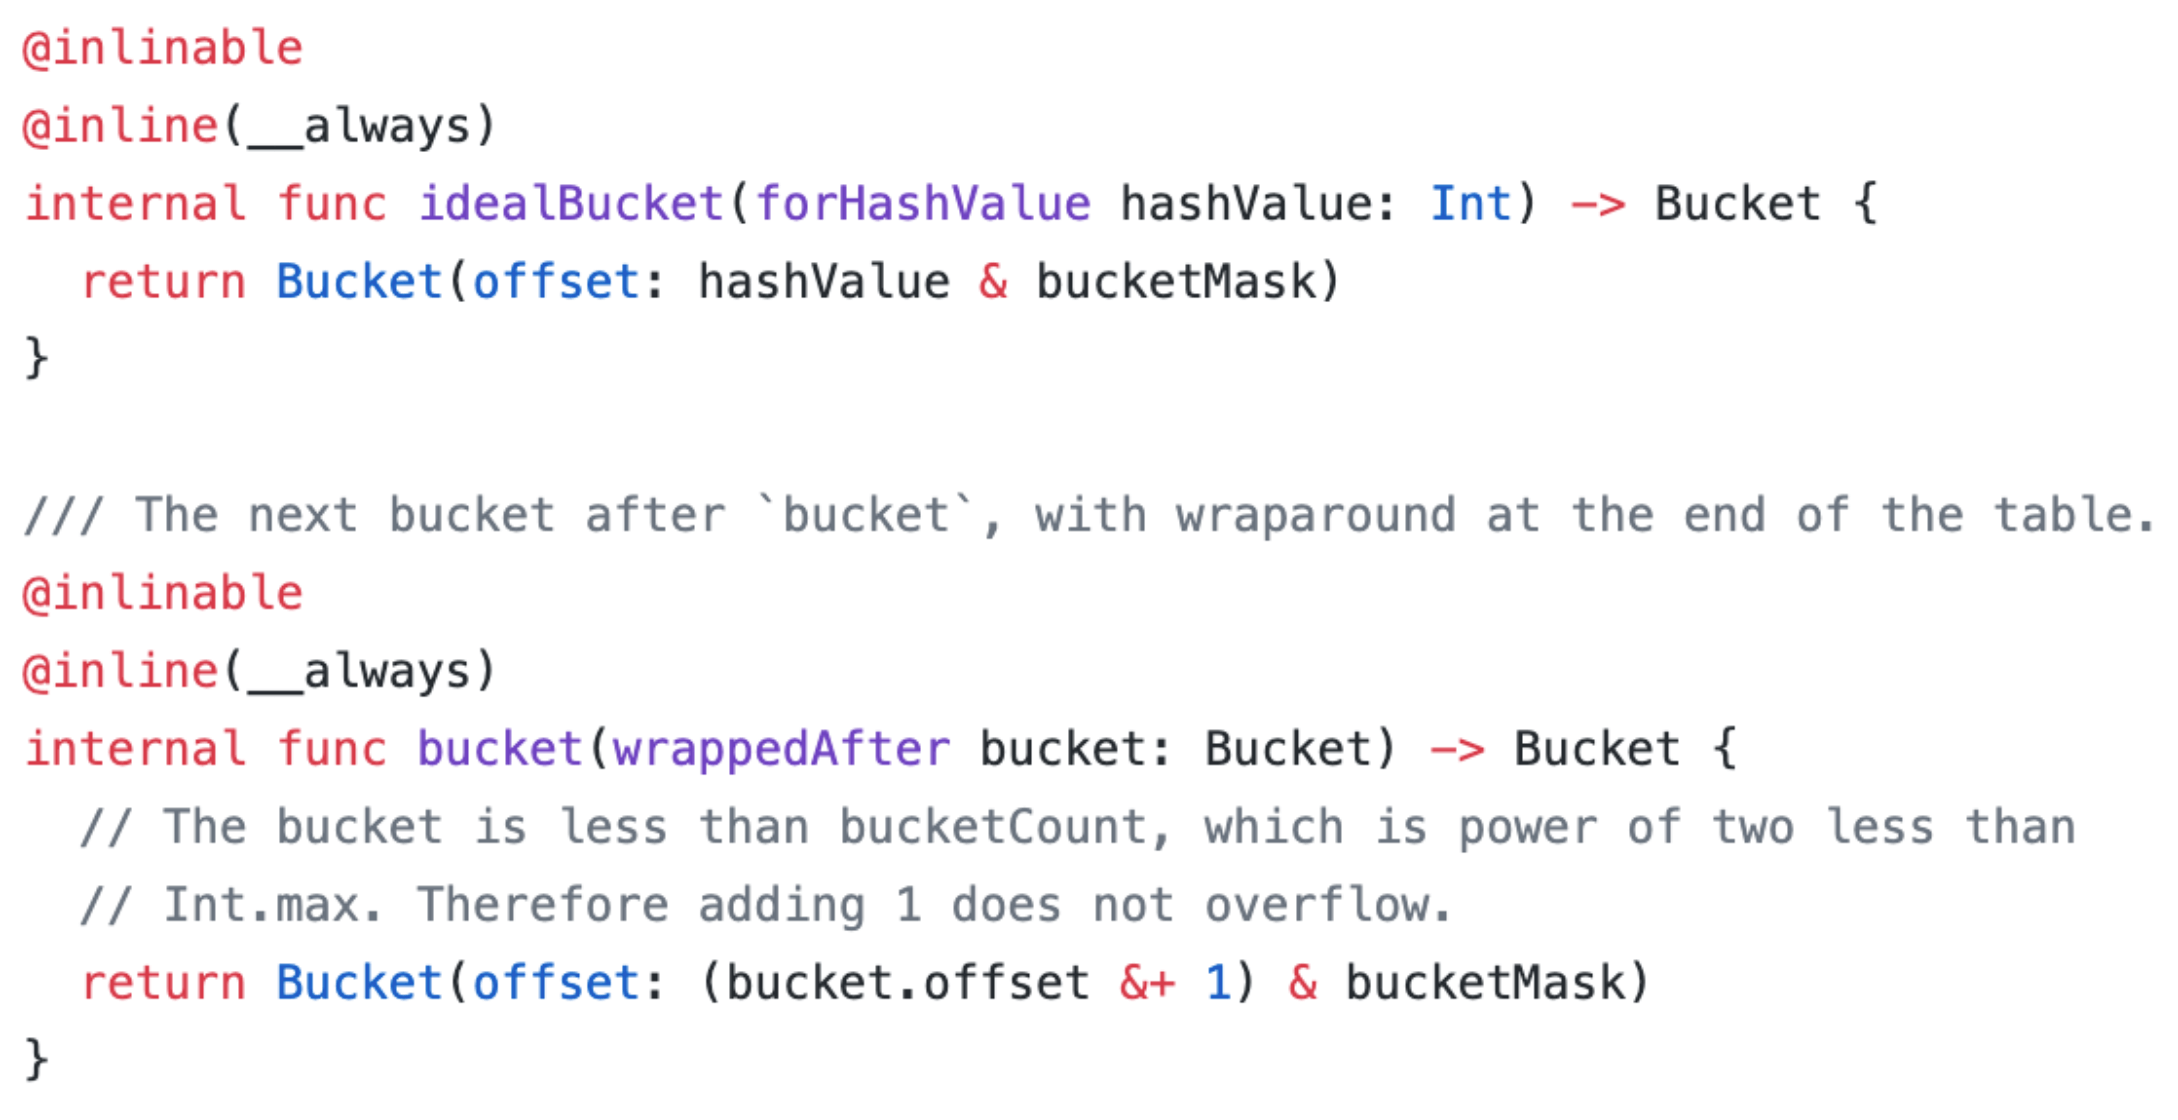 @inlinable
@inline(__always)
internal func idealBucket(forHashValue hashValue: Int) -> Bucket {
  return Bucket(offset: hashValue & bucketMask)
}

/// The next bucket after `bucket`, with wraparound at the end of the table.
@inlinable
@inline(__always)
internal func bucket(wrappedAfter bucket: Bucket) -> Bucket {
  // The bucket is less than bucketCount, which is power of two less than
  // Int.max. Therefore adding 1 does not overflow.
  return Bucket(offset: (bucket.offset &+ 1) & bucketMask)
}